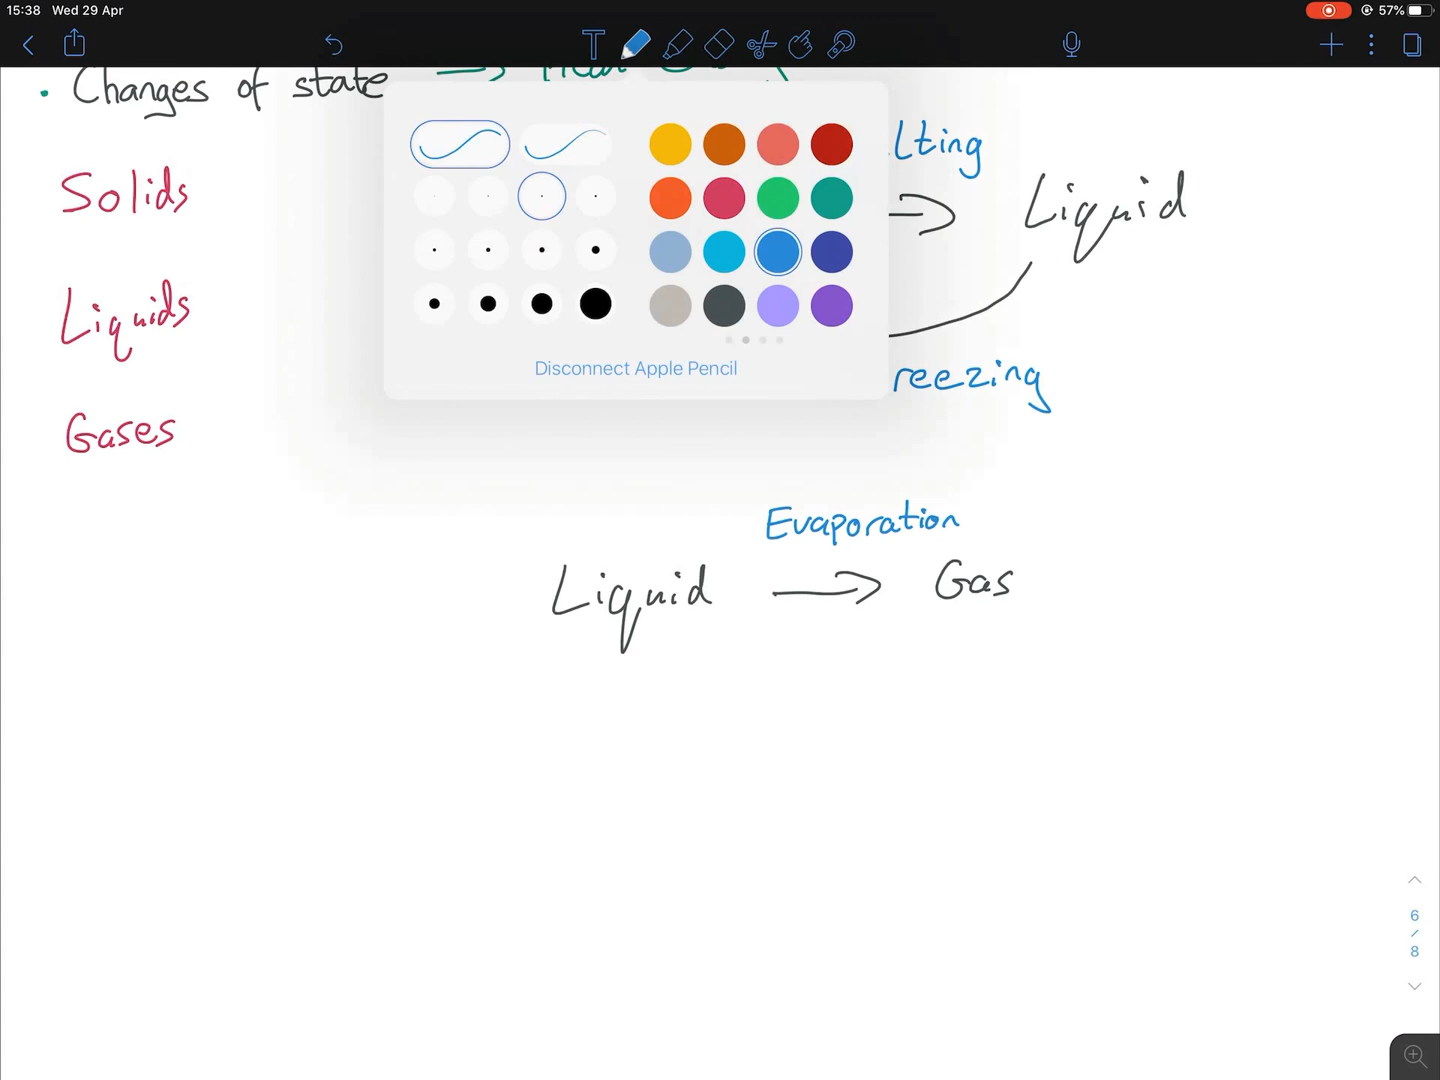 15:38 Wed 29 Apr
57%
• Changes of state
lting
Solids
Liquid
Liquids
Disconnect Apple Pencil
reezing
Gases
Evaporation
Liquid → Gas
6
/
8